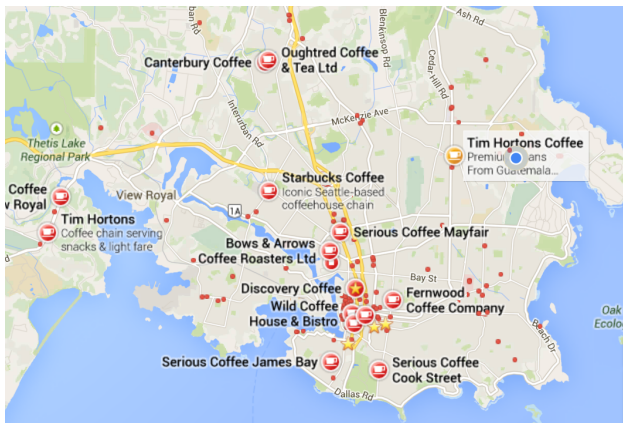 Ash Rd
Blenkinsop Rd
Interurban Rd
Oughtred Coffee
& Tea Ltd
Canterbury Coffee
Cedar Hill Rd
Interurban Rd
McKenzie Ave
Thetis Lake
Regional Park
Tim Hortons Coffee
Premium
ans
From Guatemala...
Starbucks Coffee
Iconic Seattle-based
coffeehouse chain
Coffee
w Royal
View Royal
1A
Tim Hortons
Coffee chain serving
snacks & light fare
Serious Coffee Mayfair
Bows & Arrows
Coffee Roasters Ltd
Bay St
Discovery Coffee
Fernwood
Coffee Company
Wild Coffee
House & Bistro
Oak
Ecolo
Beach Dr
Serious Coffee James Bay
Serious Coffee
Cook Street
Dallas Rd